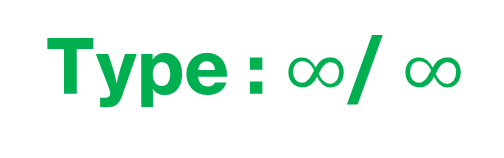 Type : ∞/ ∞